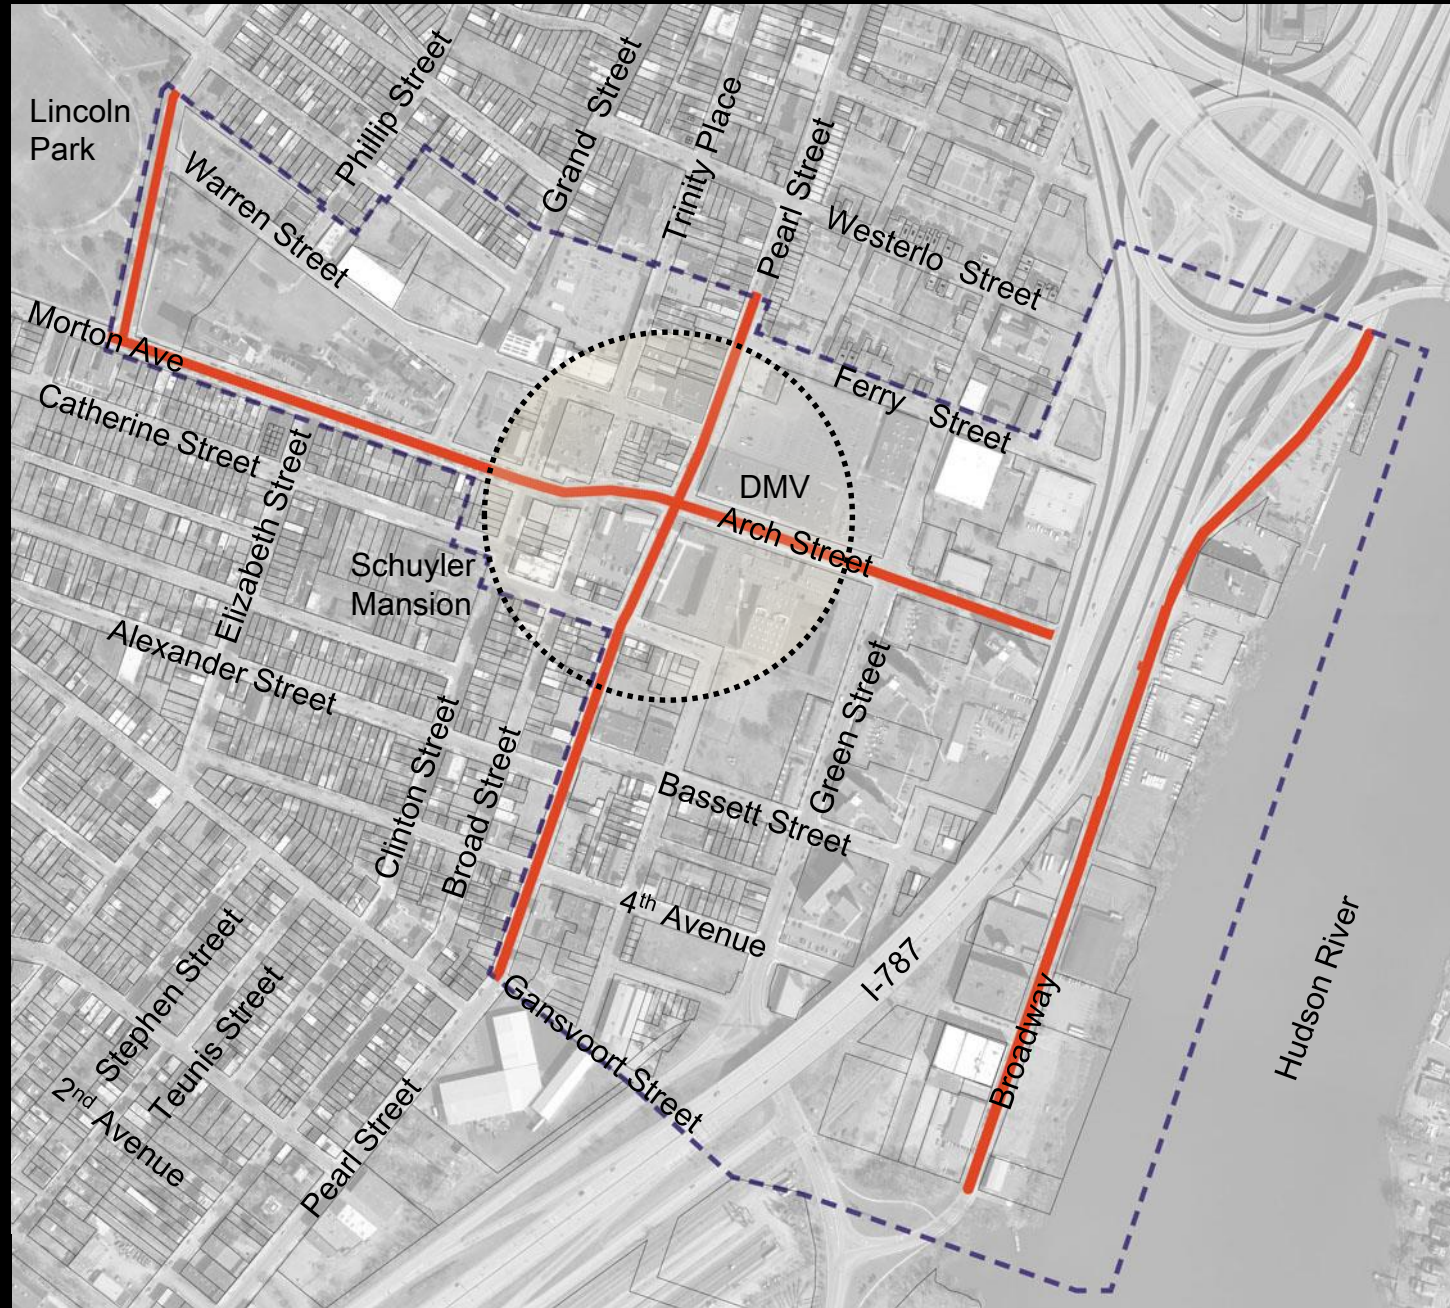 Phillip Street
Grand Street
Trinity Place
Pearl Street
Lincoln
Park
Warren Street
Westerlo Street
Morton Ave
Catherine Street
Ferry Street
Elizabeth Street
DMV
Arch Street
Schuyler
Mansion
Alexander Street
Green Street
Clinton Street
Broad Street
Bassett Street
4th Avenue
Stephen Street
Teunis Street
2nd Avenue
Pearl Street
Gansvoort Street
I-787
Broadway
Hudson River